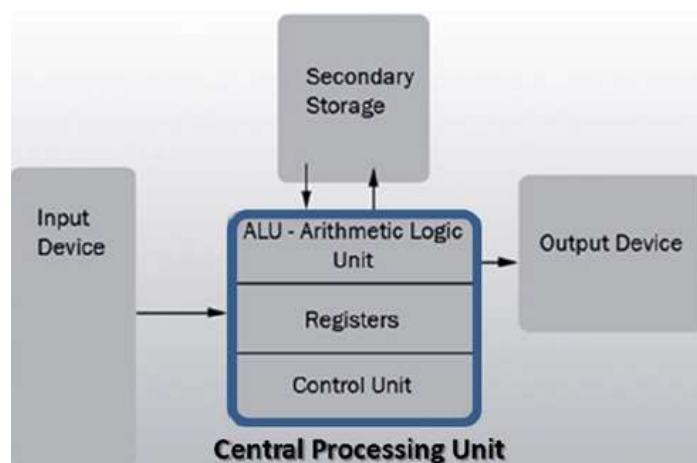 Secondary
Storage
Input
Device
ALU - Arithmetic Logic
Unit
Registers
Control Unit
Output Device
Central Processing Unit